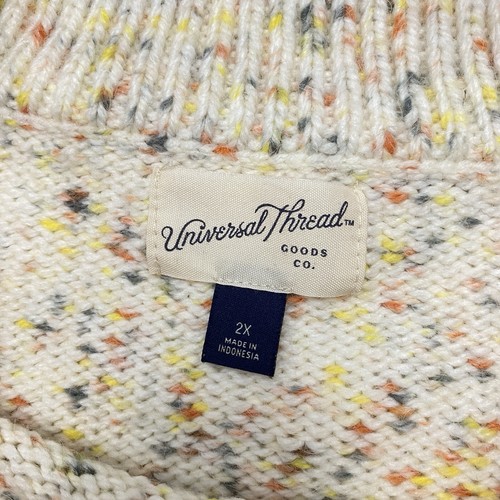 Universal Thread™
GOODS
CO.
2X
MADE IN
INDONESIA